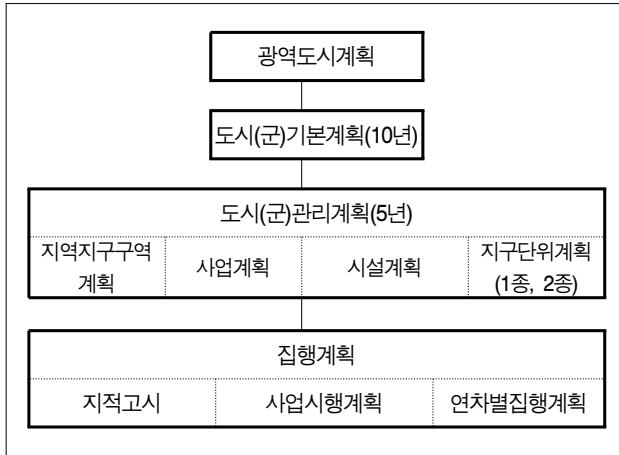 광역도시계획
도시(군)기본계획(10년)
도시(군)관리계획(5년)
지역지구구역
계획
사업계획
시설계획
지구단위계획
(1종, 2종)
집행계획
지적고시
사업시행계획
연차별집행계획